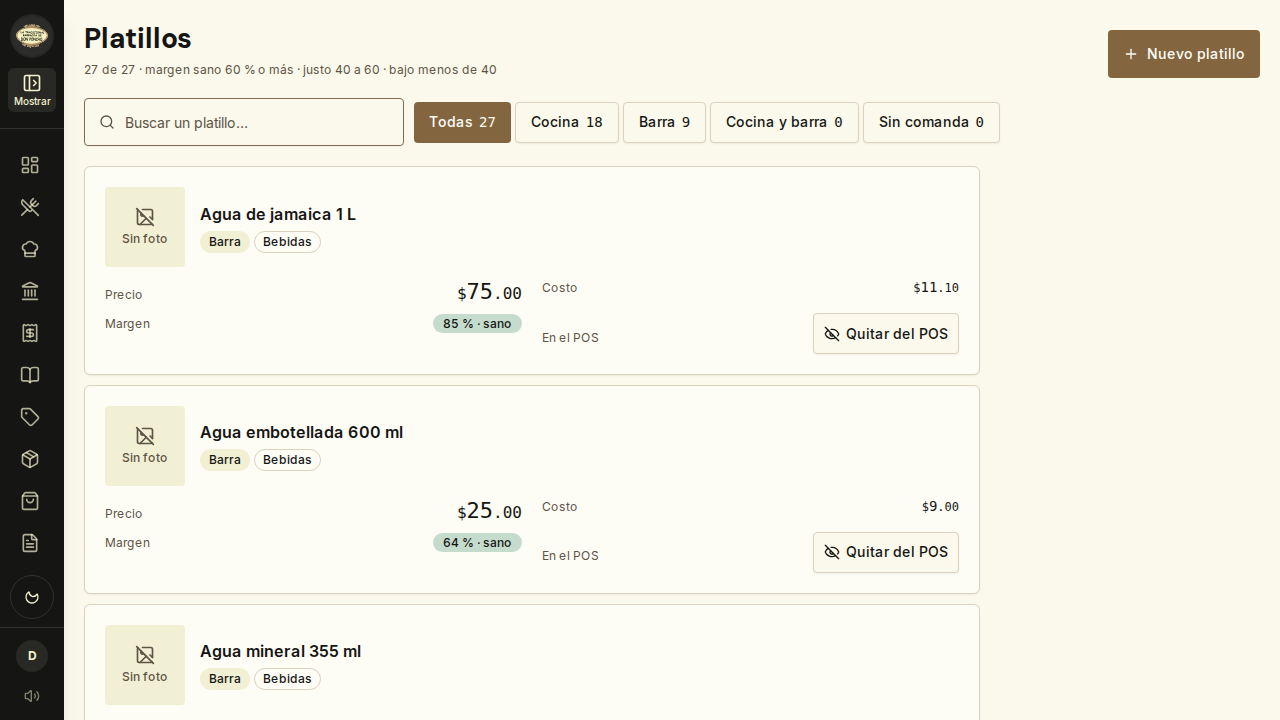 Mostrar
D
Platillos
27 de 27 · margen sano 60 % o más · justo 40 a 60 · bajo menos de 40
Nuevo platillo
Buscar un platillo...
Todas 27
Cocina 18
Barra 9
Cocina y barra 0
Sin comanda 0
Sin foto
Agua de jamaica 1 L
Barra
Bebidas
Precio
$75.00
Costo
$11.10
Margen
85 % · sano
En el POS
Quitar del POS
Sin foto
Agua embotellada 600 ml
Barra
Bebidas
Precio
$25.00
Costo
$9.00
Margen
64 % · sano
En el POS
Quitar del POS
Sin foto
Agua mineral 355 ml
Barra
Bebidas